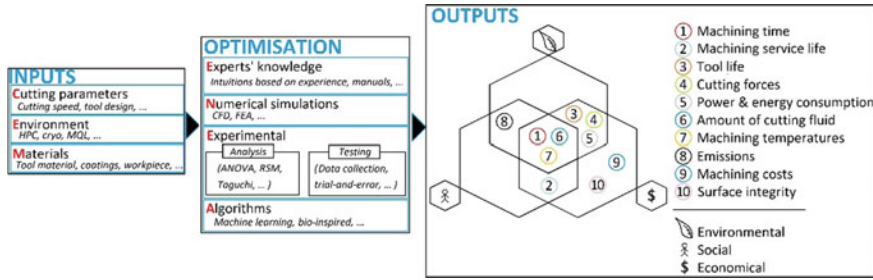 INPUTS
Cutting parameters
Cutting speed, tool design, ...
Environment
HPC, cryo, MQL, ...
Materials
Tool material, coatings, workpiece, ...
OPTIMISATION
Experts' knowledge
Intuitions based on experience, manuals, ...
Numerical simulations
CFD, FEA, ...
Experimental
Analysis
(ANOVA, RSM,
Taguchi, ... )
Testing
(Data collection,
trial-and-error, ... )
Algorithms
Machine learning, bio-inspired, ...
OUTPUTS
8
3
4
1
6
5
7
9
2
10
$
1 Machining time
2 Machining service life
3 Tool life
4 Cutting forces
5 Power & energy consumption
6 Amount of cutting fluid
7 Machining temperatures
8 Emissions
9 Machining costs
10 Surface integrity
Environmental
Social
$ Economical